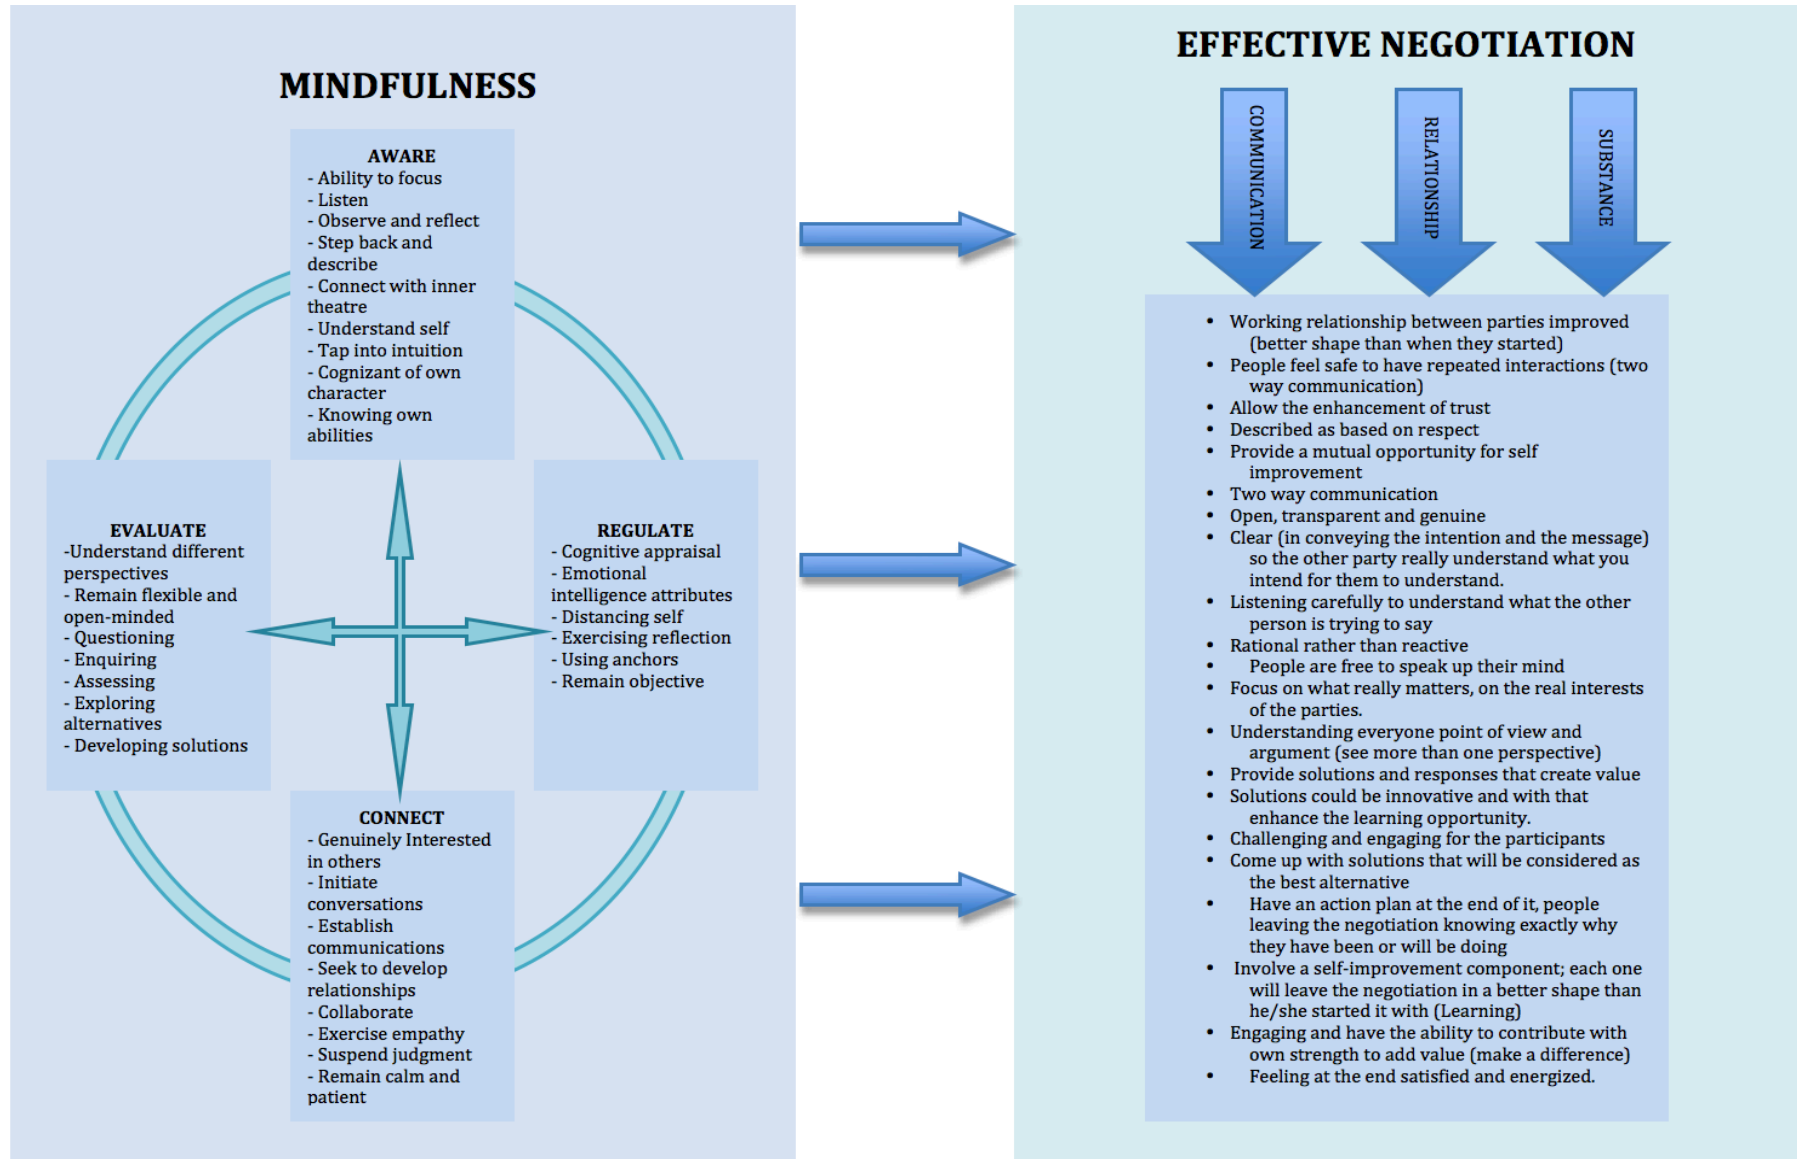 MINDFULNESS
AWARE
- Ability to focus
- Listen
- Observe and reflect
- Step back and
describe
- Connect with inner
theatre
- Understand self
- Tap into intuition
- Cognizant of own
character
- Knowing own
abilities
EVALUATE
-Understand different
perspectives
- Remain flexible and
open-minded
- Questioning
- Enquiring
- Assessing
- Exploring
alternatives
- Developing solutions
REGULATE
- Cognitive appraisal
- Emotional
intelligence attributes
- Distancing self
- Exercising reflection
- Using anchors
- Remain objective
CONNECT
- Genuinely Interested
in others
- Initiate
conversations
- Establish
communications
- Seek to develop
relationships
- Collaborate
- Exercise empathy
- Suspend judgment
- Remain calm and
patient
EFFECTIVE NEGOTIATION
COMMUNICATION
RELATIONSHIP
SUBSTANCE
• Working relationship between parties improved
(better shape than when they started)
• People feel safe to have repeated interactions (two
way communication)
• Allow the enhancement of trust
• Described as based on respect
• Provide a mutual opportunity for self
improvement
• Two way communication
• Open, transparent and genuine
• Clear (in conveying the intention and the message)
so the other party really understand what you
intend for them to understand.
• Listening carefully to understand what the other
person is trying to say
• Rational rather than reactive
• People are free to speak up their mind
• Focus on what really matters, on the real interests
of the parties.
• Understanding everyone point of view and
argument (see more than one perspective)
• Provide solutions and responses that create value
• Solutions could be innovative and with that
enhance the learning opportunity.
• Challenging and engaging for the participants
• Come up with solutions that will be considered as
the best alternative
• Have an action plan at the end of it, people
leaving the negotiation knowing exactly why
they have been or will be doing
• Involve a self-improvement component; each one
will leave the negotiation in a better shape than
he/she started it with (Learning)
• Engaging and have the ability to contribute with
own strength to add value (make a difference)
• Feeling at the end satisfied and energized.